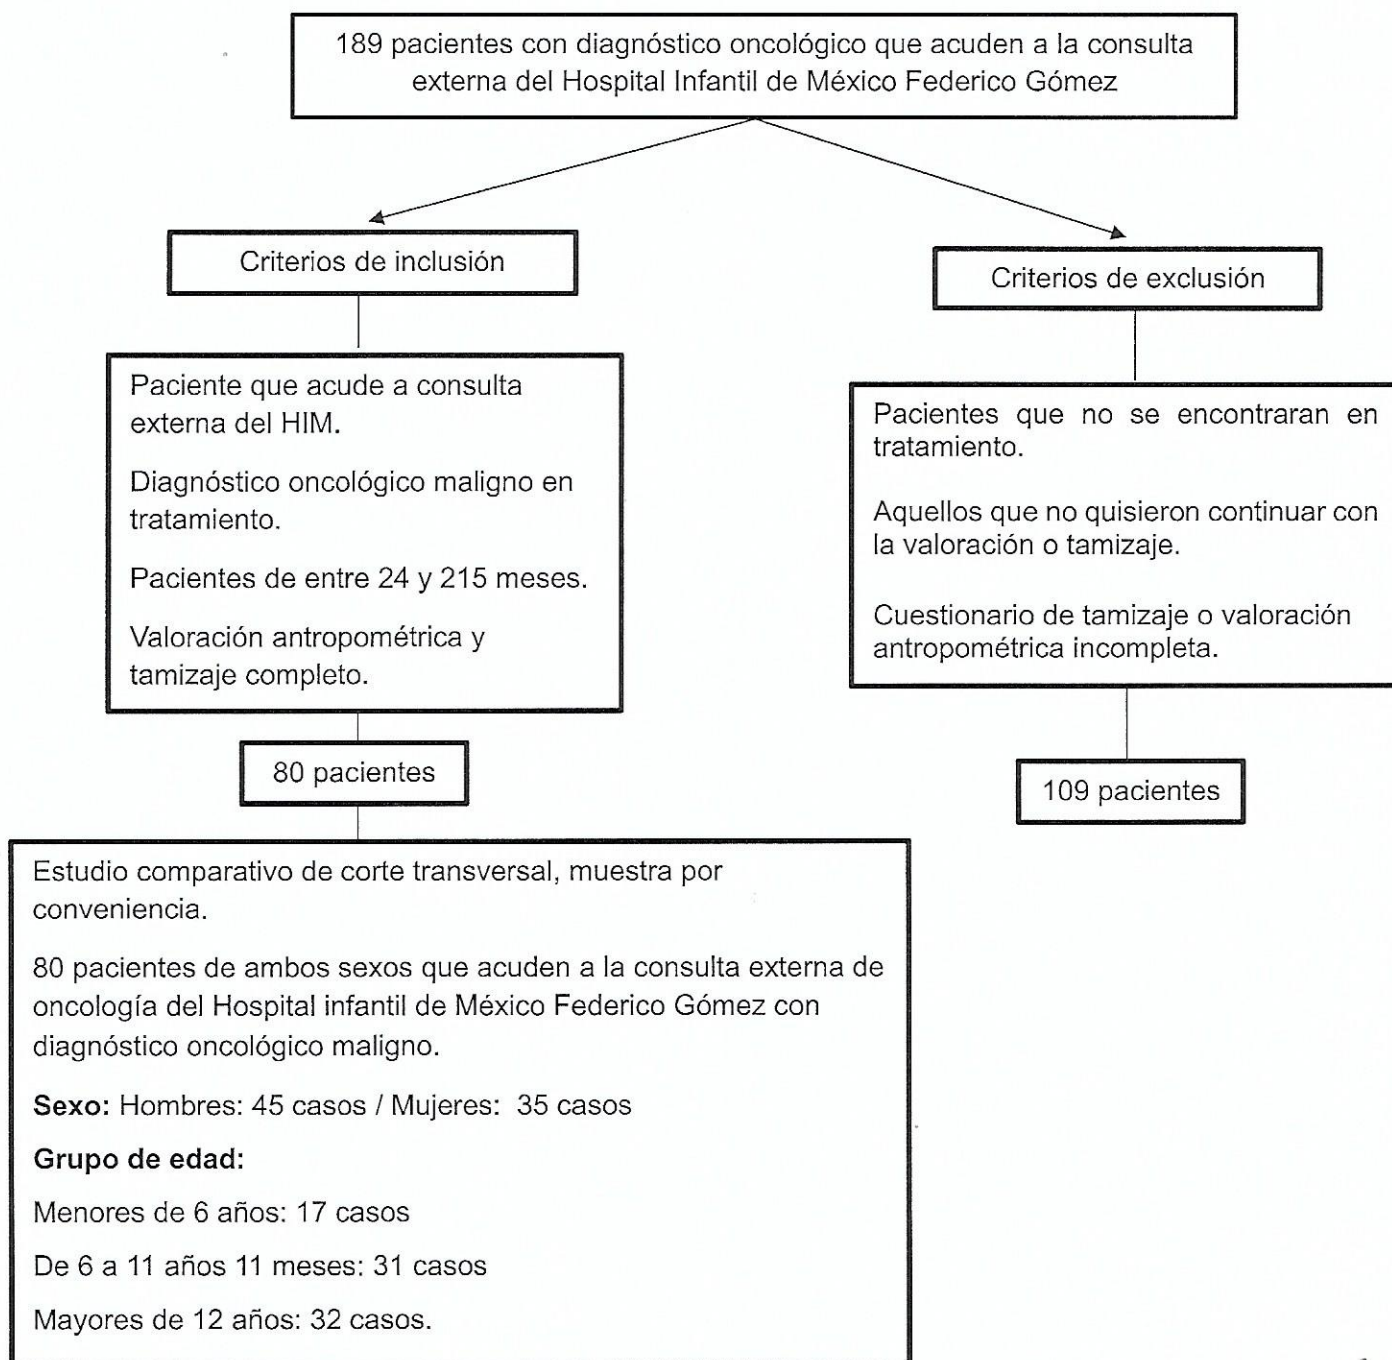 189 pacientes con diagnóstico oncológico que acuden a la consulta
externa del Hospital Infantil de México Federico Gómez
Criterios de inclusión
Criterios de exclusión
Paciente que acude a consulta
externa del HIM.
Diagnóstico oncológico maligno en
tratamiento.
Pacientes de entre 24 y 215 meses.
Valoración antropométrica y
tamizaje completo.
Pacientes que no se encontraran en
tratamiento.
Aquellos que no quisieron continuar con
la valoración o tamizaje.
Cuestionario de tamizaje o valoración
antropométrica incompleta.
80 pacientes
109 pacientes
Estudio comparativo de corte transversal, muestra por
conveniencia.
80 pacientes de ambos sexos que acuden a la consulta externa de
oncología del Hospital infantil de México Federico Gómez con
diagnóstico oncológico maligno.
Sexo: Hombres: 45 casos / Mujeres: 35 casos
Grupo de edad:
Menores de 6 años: 17 casos
De 6 a 11 años 11 meses: 31 casos
Mayores de 12 años: 32 casos.